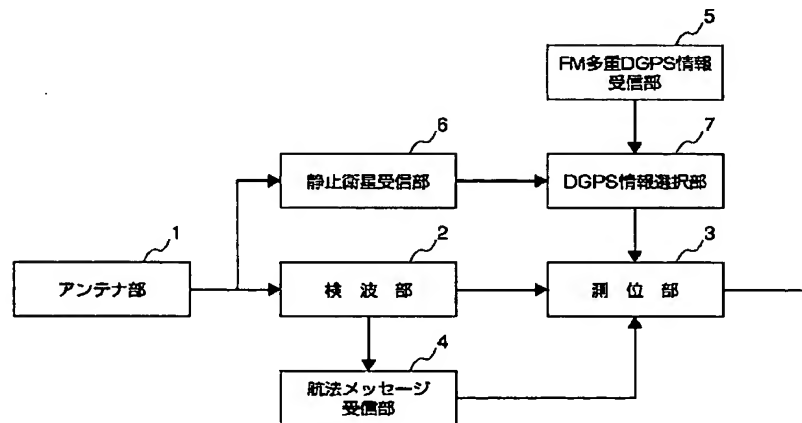 5
FM多重DGPS情報
受信部
6
7
静止衛星受信部
DGPS情報選択部
1
2
3
アンテナ部
検 波 部
測 位 部
4
航法メッセージ
受信部